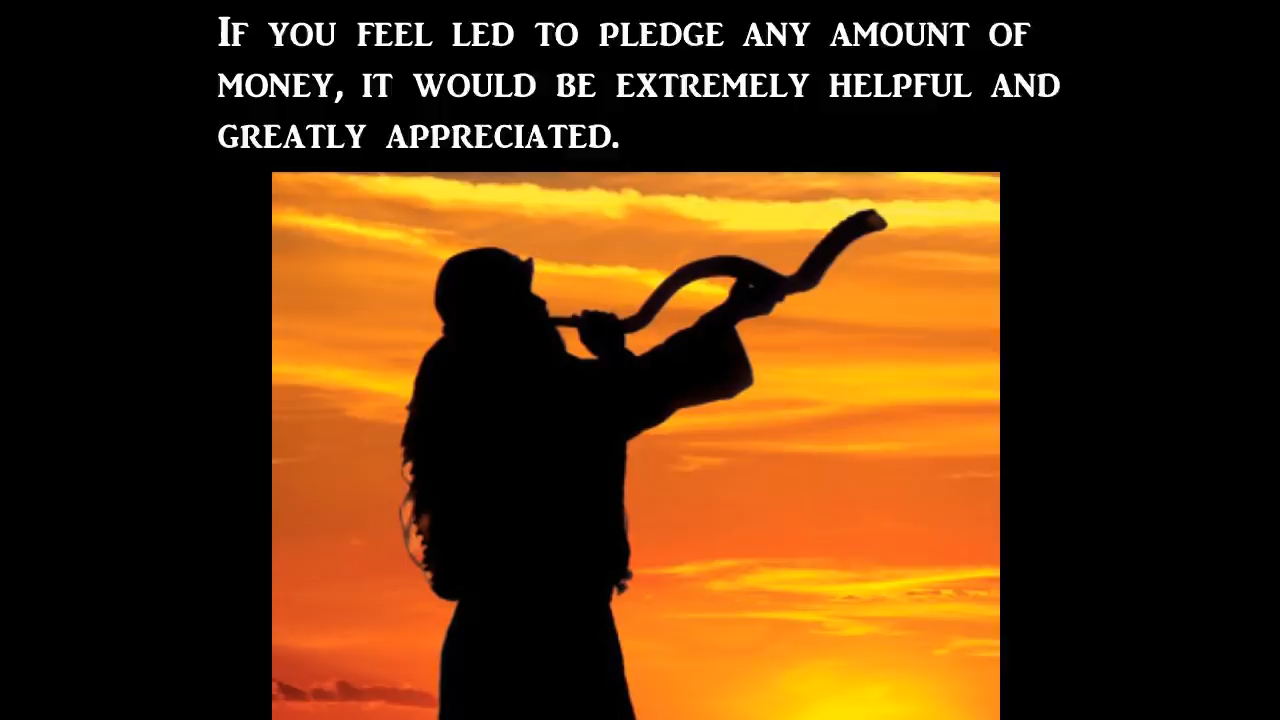 If you feel led to pledge any amount of
money, it would be extremely helpful and
greatly appreciated.